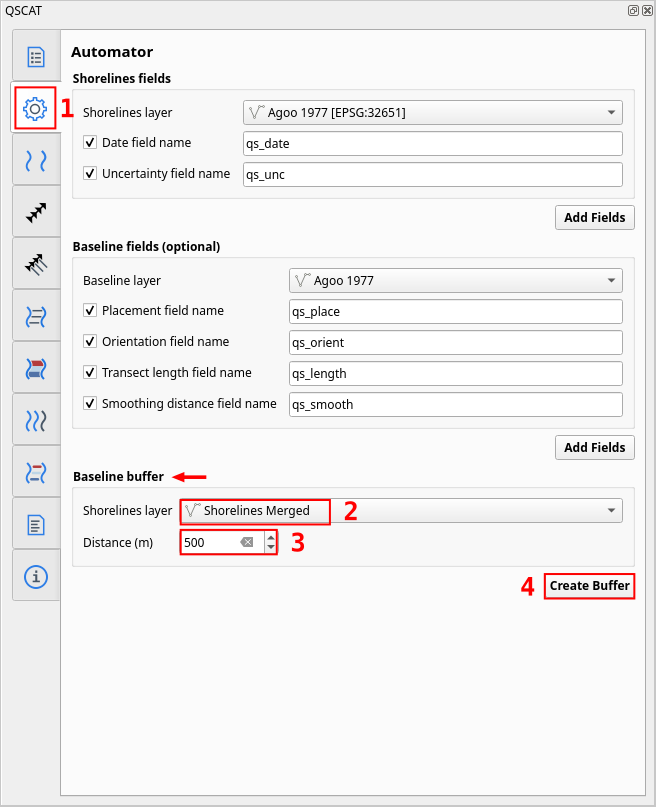 QSCAT
Automator
Shorelines fields
1
Shorelines layer Agoo 1977 [EPSG:32651]
Date field name qs_date
Uncertainty field name qs_unc
Add Fields
Baseline fields (optional)
Baseline layer Agoo 1977
Placement field name qs_place
Orientation field name qs_orient
Transect length field name qs_length
Smoothing distance field name qs_smooth
Add Fields
Baseline buffer
Shorelines layer Shorelines Merged 2
Distance (m) 500 3
4 Create Buffer